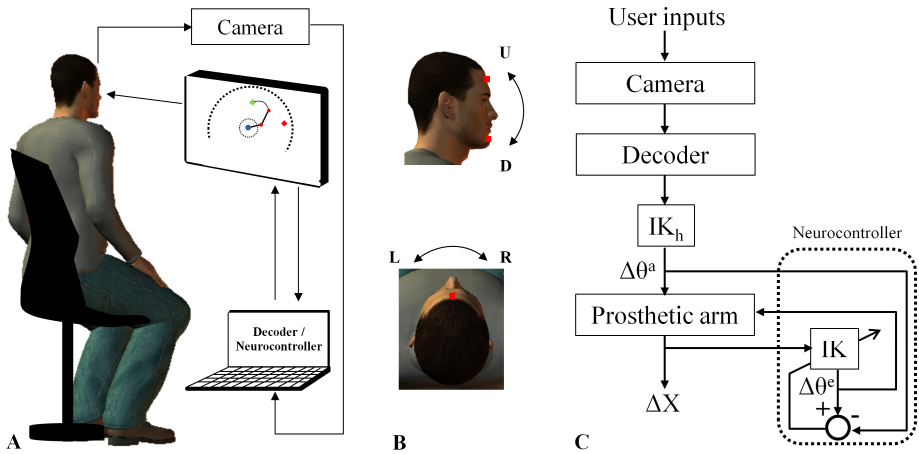 Camera
Decoder /
Neurocontroller
A
U
D
L
R
B
User inputs
Camera
Decoder
IKₕ
Δθᵃ
Neurocontroller
Prosthetic arm
IK
Δθᵉ
+
-
ΔX
C